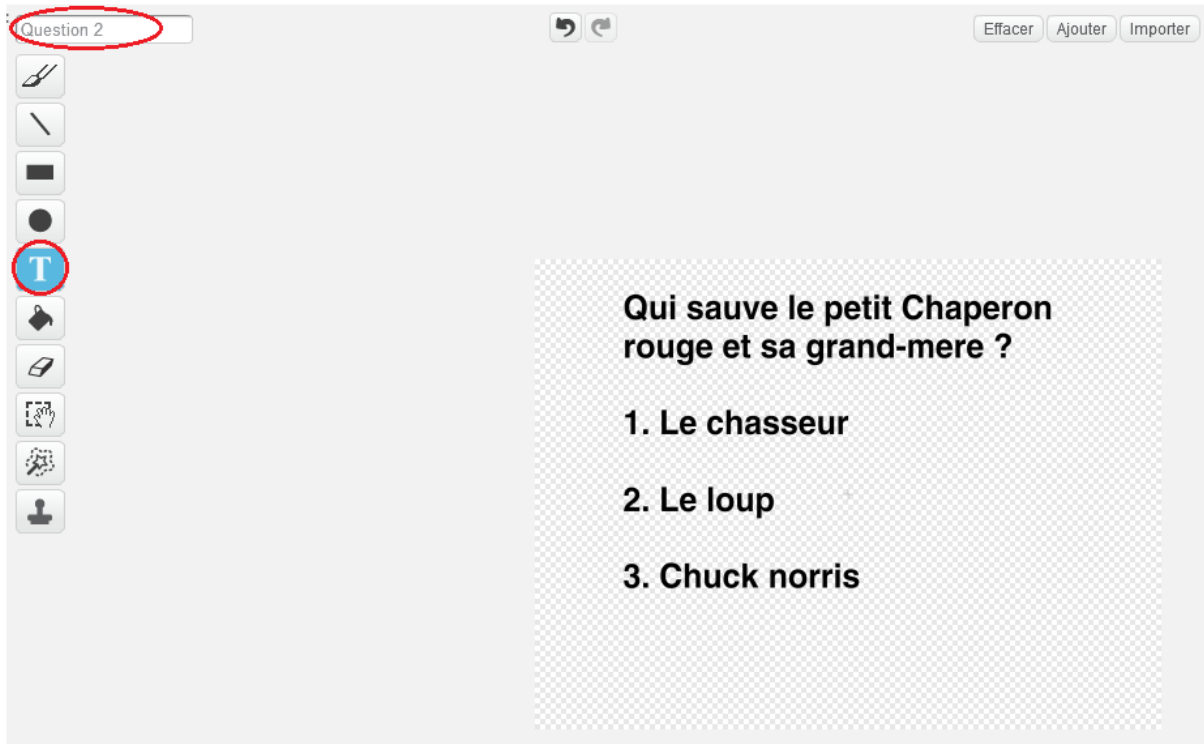 Question 2
Effacer Ajouter Importer
T
Qui sauve le petit Chaperon
rouge et sa grand-mere ?
1. Le chasseur
2. Le loup
3. Chuck norris